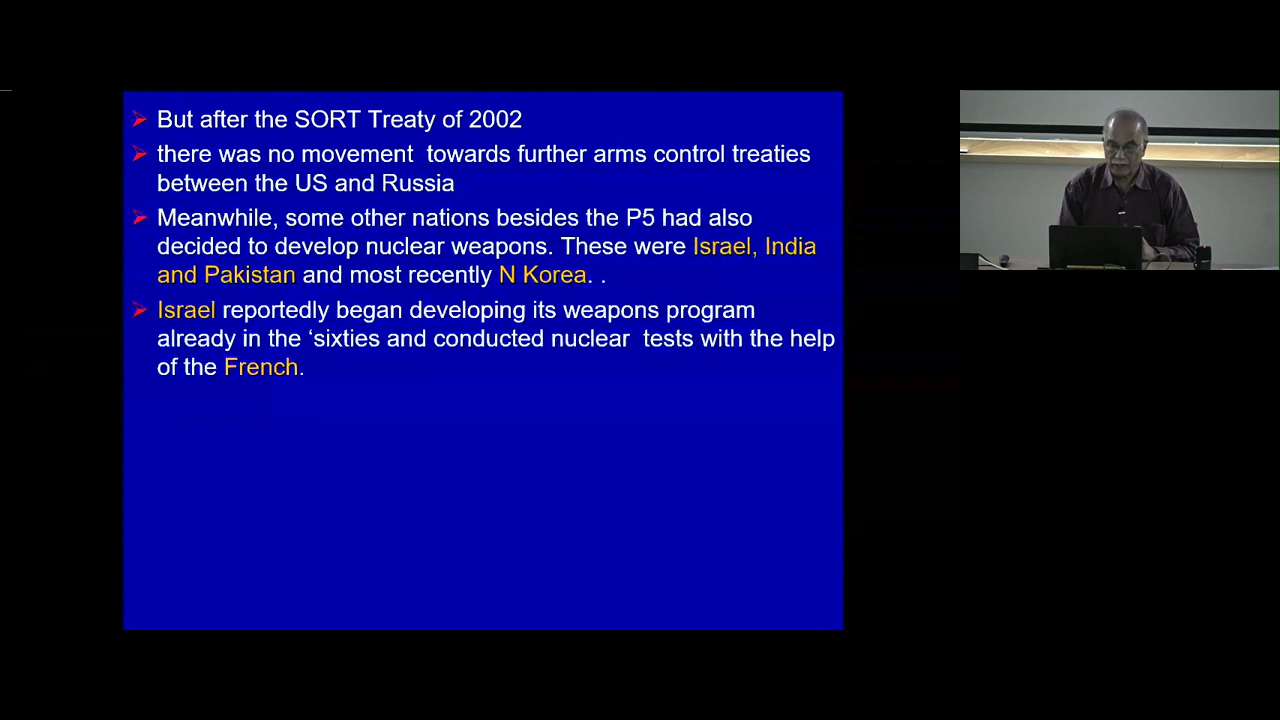 But after the SORT Treaty of 2002
there was no movement towards further arms control treaties
between the US and Russia
Meanwhile, some other nations besides the P5 had also
decided to develop nuclear weapons. These were Israel, India
and Pakistan and most recently N Korea. .
Israel reportedly began developing its weapons program
already in the ‘sixties and conducted nuclear tests with the help
of the French.